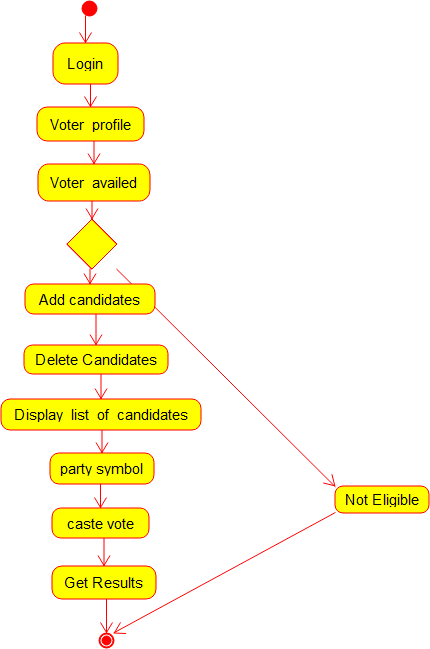 Login
Voter profile
Voter availed
Add candidates
Delete Candidates
Display list of candidates
party symbol
Not Eligible
caste vote
Get Results